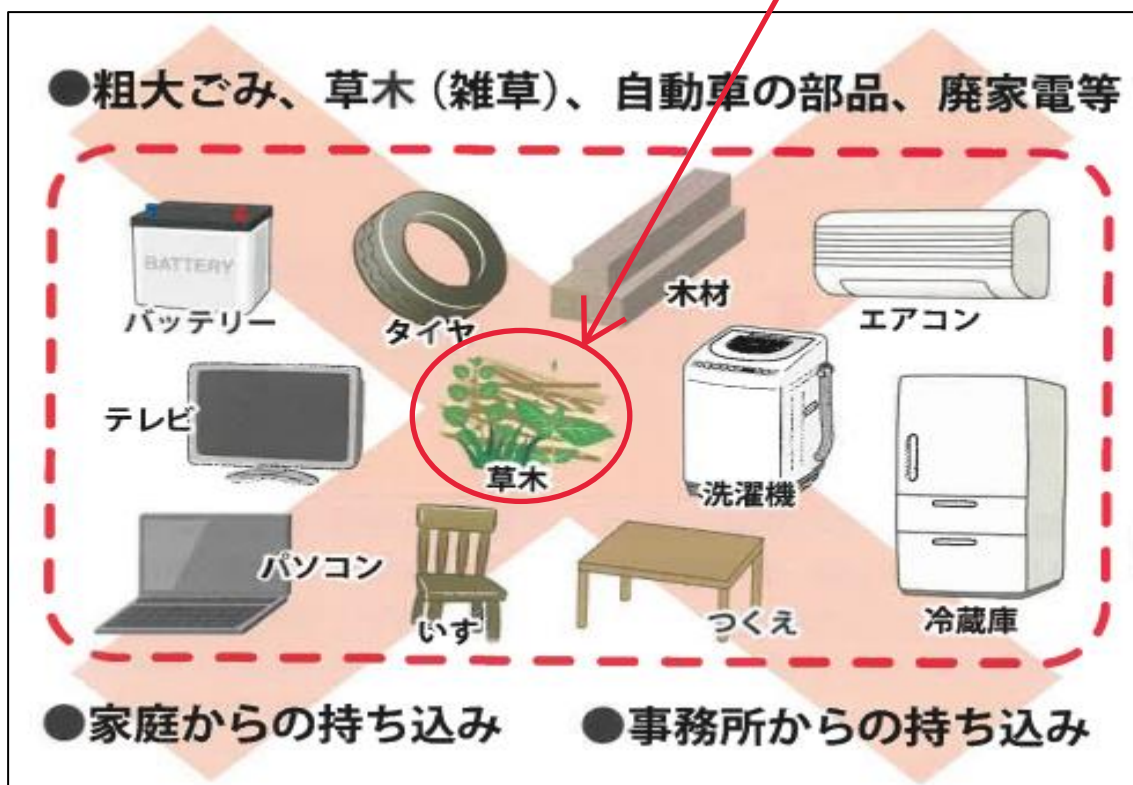 ●粗大ごみ、草木(雑草)、自動車の部品、廃家電等
BATTERY
バッテリー
タイヤ
木材
エアコン
テレビ
草木
洗濯機
パソコン
いす
つくえ
冷蔵庫
●家庭からの持ち込み
●事務所からの持ち込み